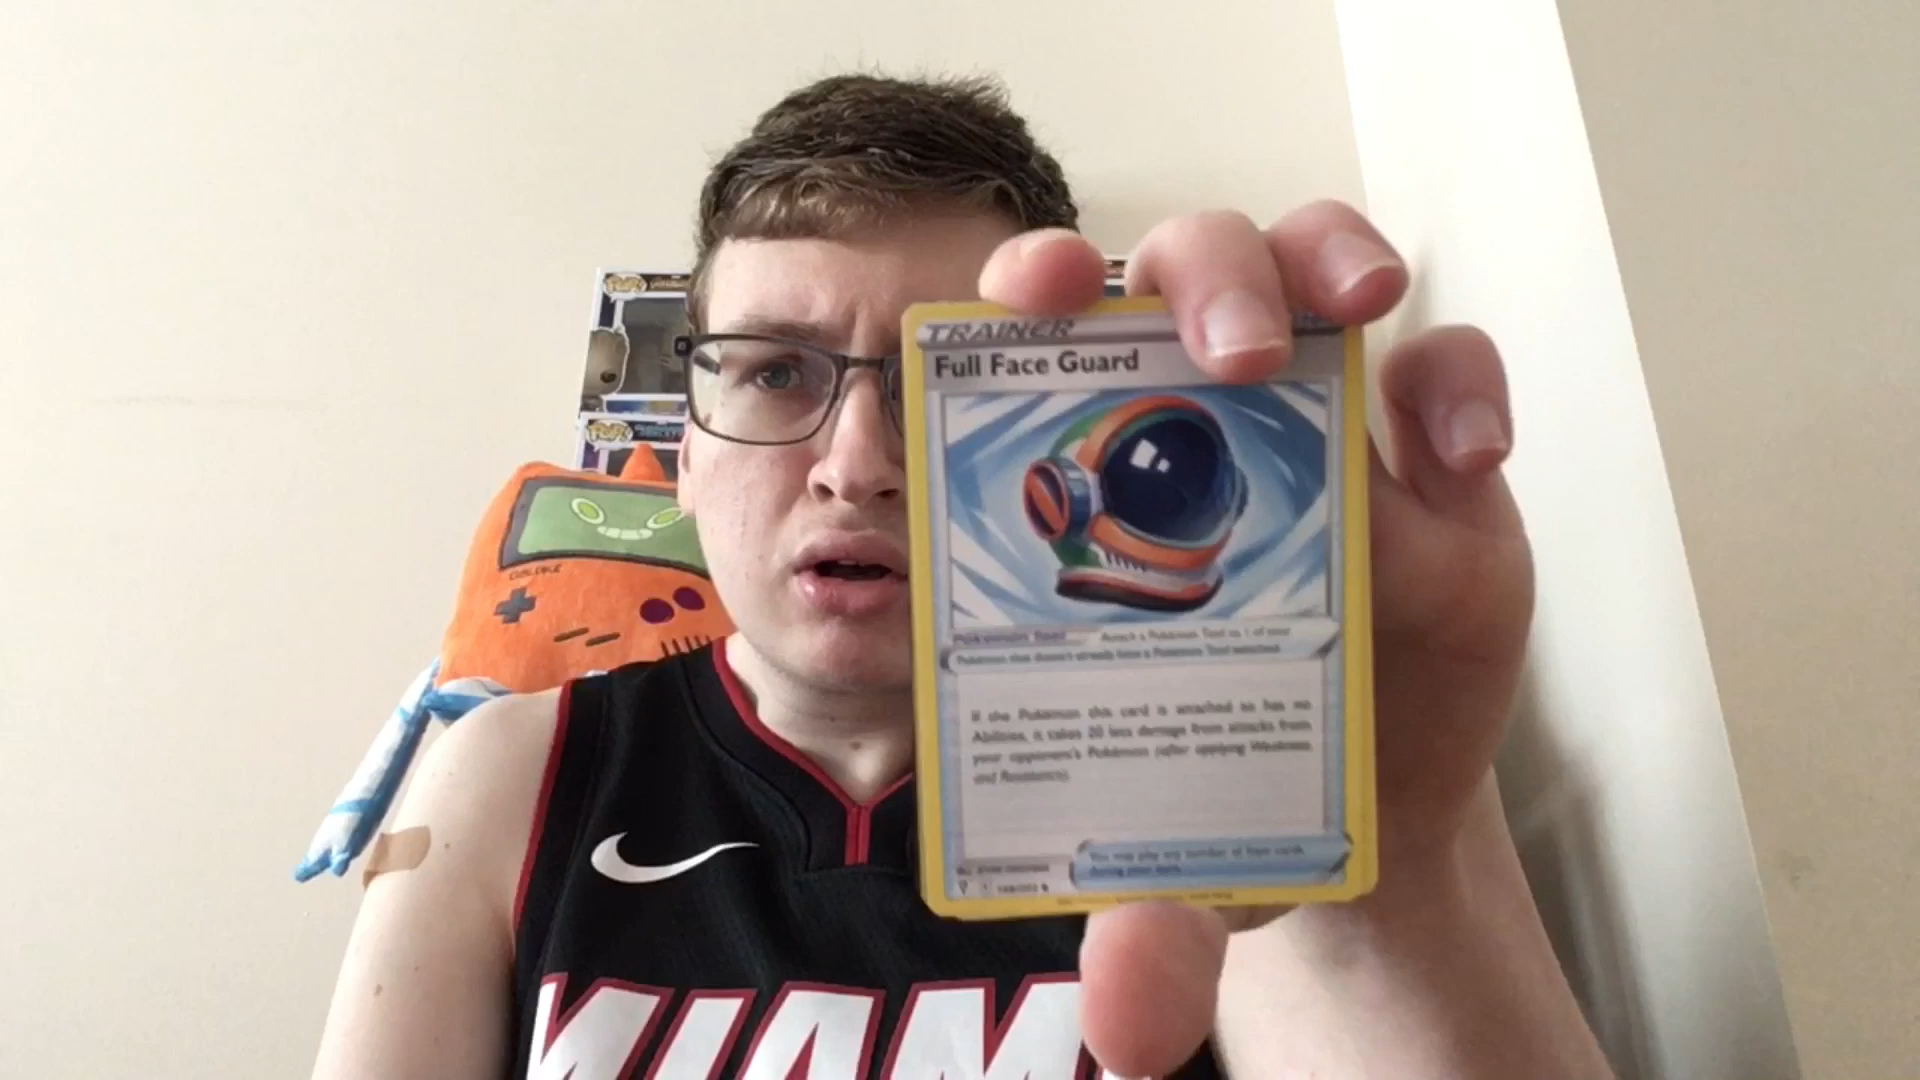 POP!
POP!
TRAINER
Full Face Guard
Pokémon Tool Attach a Pokémon Tool to 1 of your
Pokémon that doesn't already have a Pokémon Tool attached.
If the Pokémon this card is attached to has no
Abilities, it takes 20 less damage from attacks from
your opponent's Pokémon (after applying Weakness
and Resistance).
You may play any number of Item cards
during your turn.
MIAMI